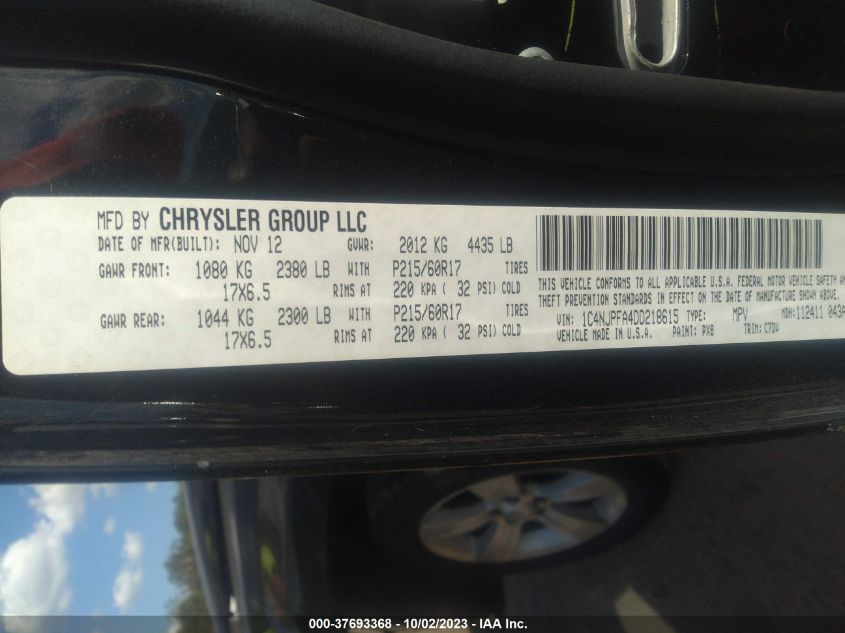 MFD BY CHRYSLER GROUP LLC
DATE OF MFR(BUILT): NOV 12 GVWR: 2012 KG 4435 LB
GAWR FRONT: 1080 KG 2380 LB WITH P215/60R17 TIRES
17X6.5 RIMS AT 220 KPA ( 32 PSI) COLD
GAWR REAR: 1044 KG 2300 LB WITH P215/60R17 TIRES
17X6.5 RIMS AT 220 KPA ( 32 PSI) COLD
THIS VEHICLE CONFORMS TO ALL APPLICABLE U.S.A. FEDERAL MOTOR VEHICLE SAFETY
THEFT PREVENTION STANDARDS IN EFFECT ON THE DATE OF MANUFACTURE SHOWN ABOVE.
VIN: 1C4NJPFA4DD218615 TYPE: MPV MDH: 112411 043A
VEHICLE MADE IN U.S.A. PAINT: PX8 TRIM: C7DV
000-37693368 - 10/02/2023 - IAA Inc.